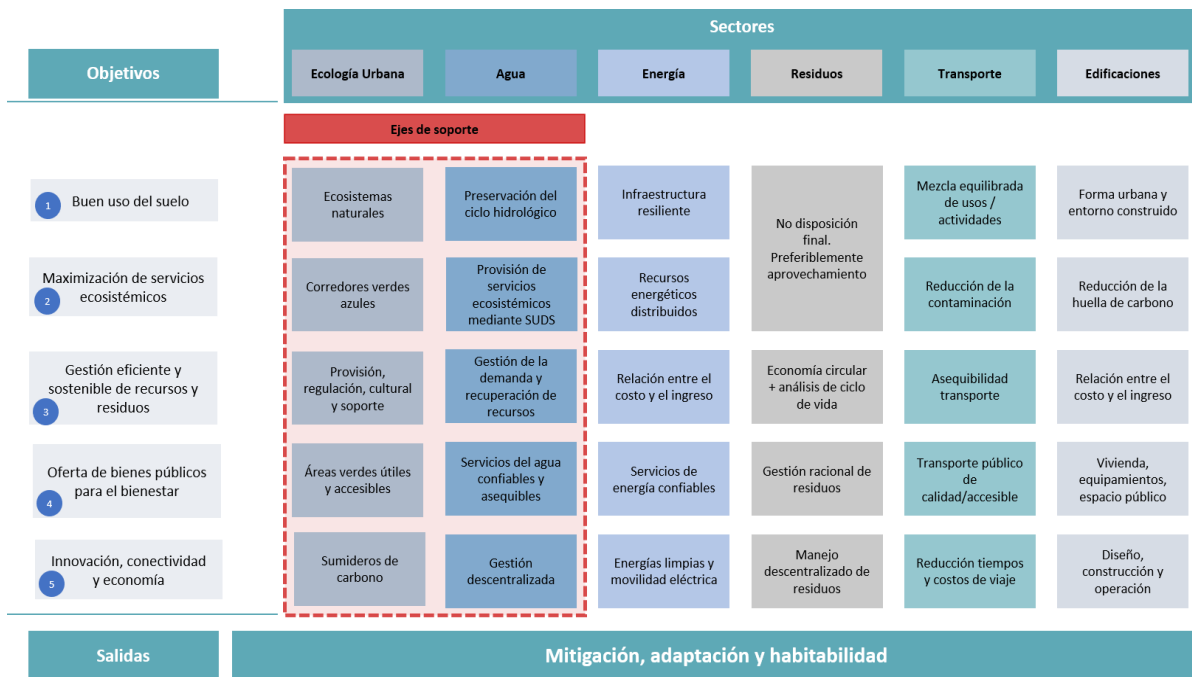 Sectores
Objetivos
Ecología Urbana
Agua
Energía
Residuos
Transporte
Edificaciones
Ejes de soporte
1
Buen uso del suelo
Ecosistemas
naturales
Preservación del
ciclo hidrológico
Infraestructura
resiliente
No disposición
final.
Preferiblemente
aprovechamiento
Mezcla equilibrada
de usos /
actividades
Forma urbana y
entorno construido
Maximización de servicios
ecosistémicos
2
Corredores verdes
azules
Provisión de
servicios
ecosistémicos
mediante SUDS
Recursos
energéticos
distribuidos
Reducción de la
contaminación
Reducción de la
huella de carbono
Gestión eficiente y
sostenible de recursos y
residuos
3
Provisión,
regulación, cultural
y soporte
Gestión de la
demanda y
recuperación de
recursos
Relación entre el
costo y el ingreso
Economía circular
+ análisis de ciclo
de vida
Asequibilidad
transporte
Relación entre el
costo y el ingreso
Oferta de bienes públicos
para el bienestar
4
Áreas verdes útiles
y accesibles
Servicios del agua
confiables y
asequibles
Servicios de
energía confiables
Gestión racional de
residuos
Transporte público
de
calidad/accesible
Vivienda,
equipamientos,
espacio público
Innovación, conectividad
y economía
5
Sumideros de
carbono
Gestión
descentralizada
Energías limpias y
movilidad eléctrica
Manejo
descentralizado de
residuos
Reducción tiempos
y costos de viaje
Diseño,
construcción y
operación
Salidas
Mitigación, adaptación y habitabilidad